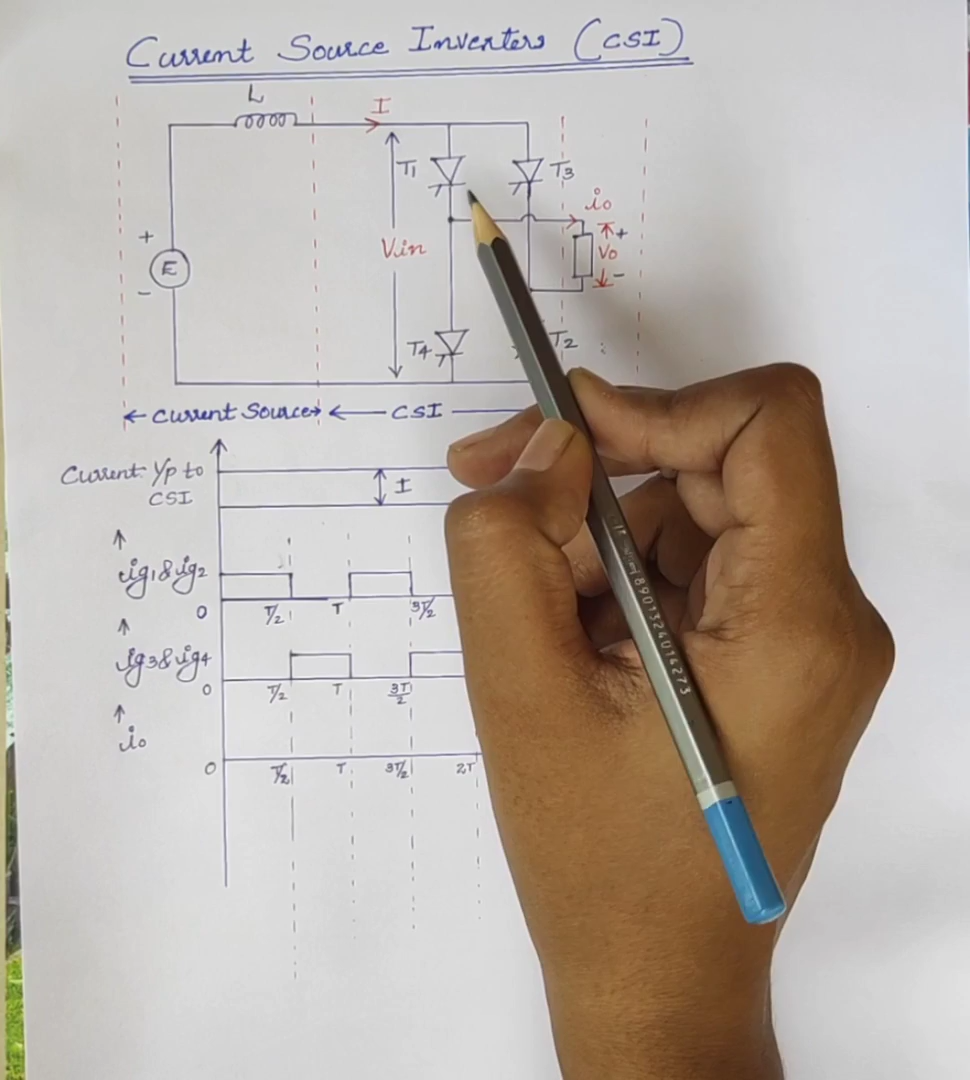 Current Source Inverters (CSI)
L
I
T1
T3
io
+
Vin
+
Vo
E
-
-
T4
T2
← Current Source → ← CSI
Current i/p to
CSI
I
↑
ig1 & ig2
0
T/2
T
3T/2
↑
ig3 & ig4
0
T/2
T
3T/2
↑
io
0
T/2
T
3T/2
2T
8901324014273